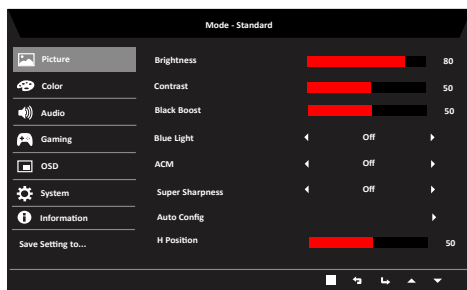 Mode - Standard
Picture
Brightness 80
Color
Contrast 50
Audio
Black Boost 50
Gaming
Blue Light Off
OSD
ACM Off
System
Super Sharpness Off
Information
Auto Config
Save Setting to...
H Position 50